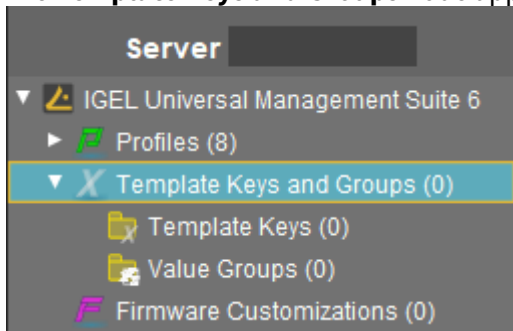 Server
IGEL Universal Management Suite 6
Profiles (8)
Template Keys and Groups (0)
Template Keys (0)
Value Groups (0)
Firmware Customizations (0)